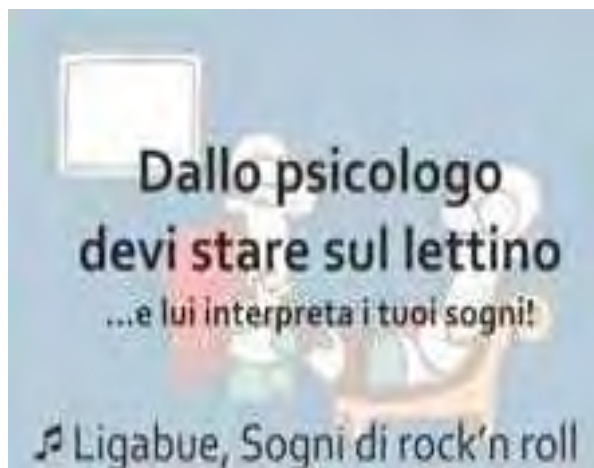 Dallo psicologo
devi stare sul lettino
...e lui interpreta i tuoi sogni!
♫ Ligabue, Sogni di rock'n roll